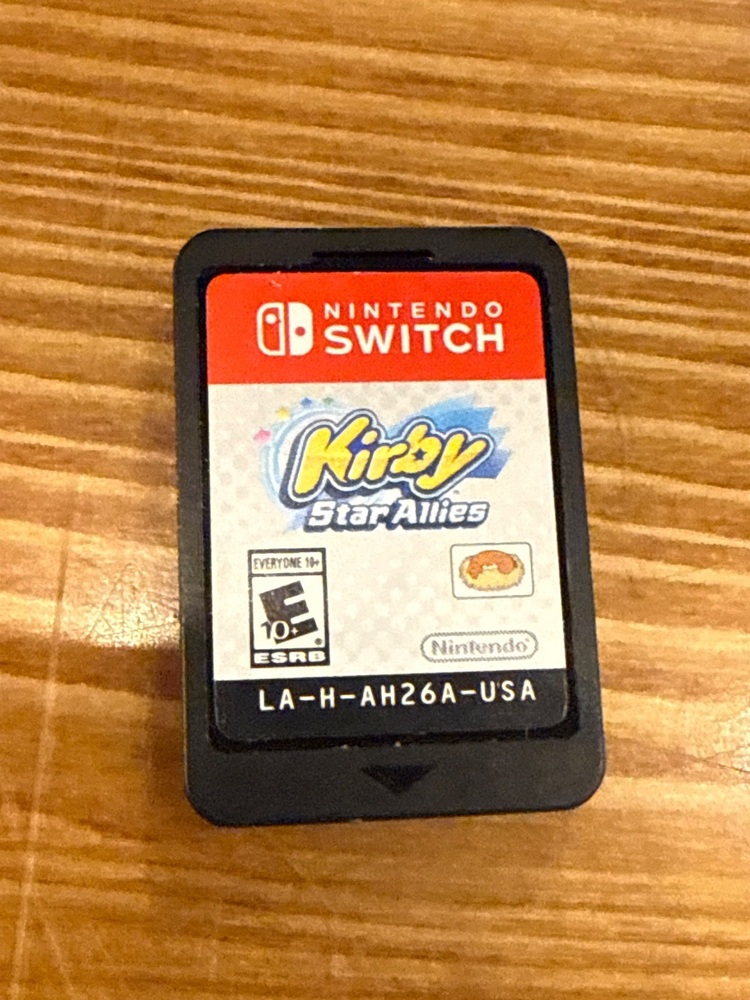 NINTENDO
SWITCH
Kirby
Star Allies
EVERYONE 10+
E
10+
ESRB
Nintendo
LA-H-AH26A-USA